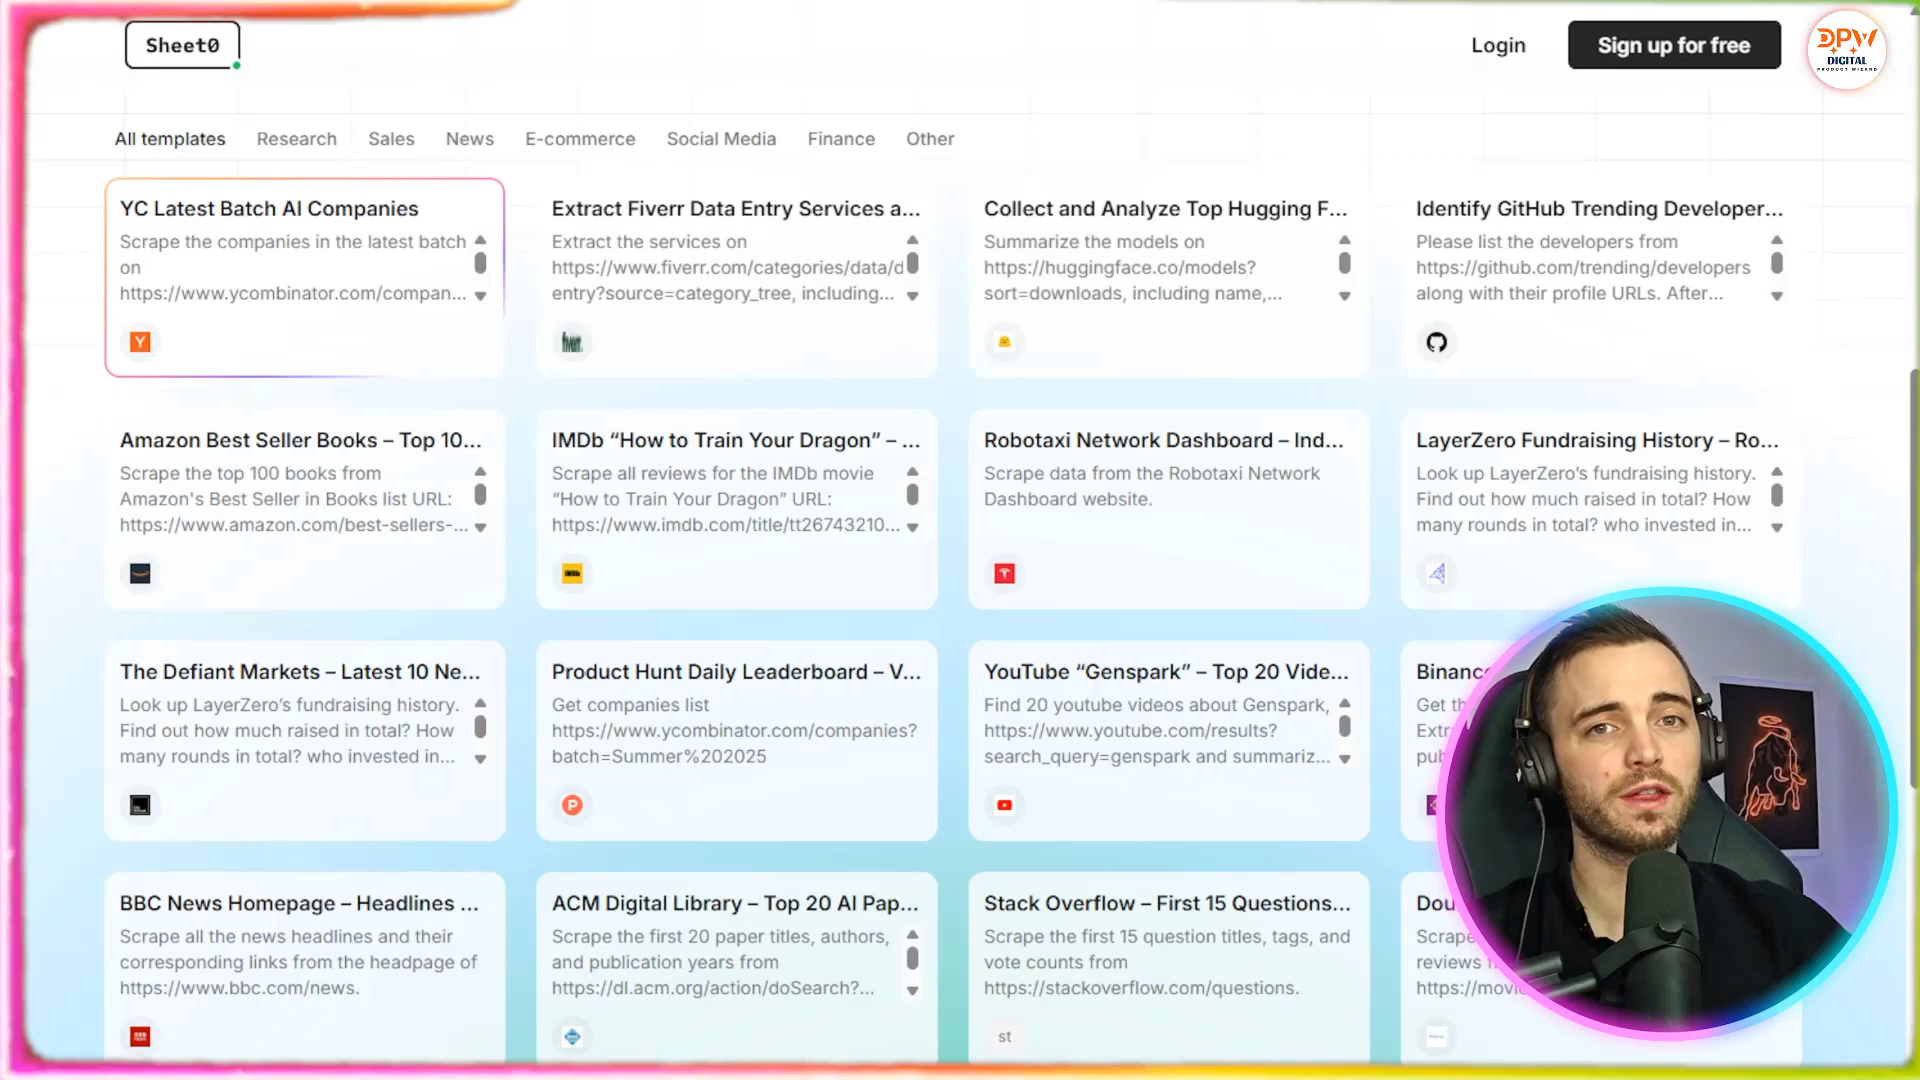 Sheet0
Login
Sign up for free
DPW
DIGITAL
PRODUCT WIZARD
All templates
Research
Sales
News
E-commerce
Social Media
Finance
Other
YC Latest Batch AI Companies
Scrape the companies in the latest batch
on
https://www.ycombinator.com/compan...
Y
Extract Fiverr Data Entry Services a...
Extract the services on
https://www.fiverr.com/categories/data/d
entry?source=category_tree, including...
fiverr
Collect and Analyze Top Hugging F...
Summarize the models on
https://huggingface.co/models?
sort=downloads, including name,...
Identify GitHub Trending Developer...
Please list the developers from
https://github.com/trending/developers
along with their profile URLs. After...
Amazon Best Seller Books – Top 10...
Scrape the top 100 books from
Amazon's Best Seller in Books list URL:
https://www.amazon.com/best-sellers-...
IMDb “How to Train Your Dragon” – ...
Scrape all reviews for the IMDb movie
“How to Train Your Dragon” URL:
https://www.imdb.com/title/tt26743210...
IMDb
Robotaxi Network Dashboard – Ind...
Scrape data from the Robotaxi Network
Dashboard website.
LayerZero Fundraising History – Ro...
Look up LayerZero’s fundraising history.
Find out how much raised in total? How
many rounds in total? who invested in...
The Defiant Markets – Latest 10 Ne...
Look up LayerZero’s fundraising history.
Find out how much raised in total? How
many rounds in total? who invested in...
Product Hunt Daily Leaderboard – V...
Get companies list
https://www.ycombinator.com/companies?
batch=Summer%202025
P
YouTube “Genspark” – Top 20 Vide...
Find 20 youtube videos about Genspark,
https://www.youtube.com/results?
search_query=genspark and summariz...
Binanc
Get th
Extr
pu
BBC News Homepage – Headlines ...
Scrape all the news headlines and their
corresponding links from the headpage of
https://www.bbc.com/news.
ACM Digital Library – Top 20 AI Pap...
Scrape the first 20 paper titles, authors,
and publication years from
https://dl.acm.org/action/doSearch?...
Stack Overflow – First 15 Questions...
Scrape the first 15 question titles, tags, and
vote counts from
https://stackoverflow.com/questions.
st
Dou
Scrape
reviews
https://movi